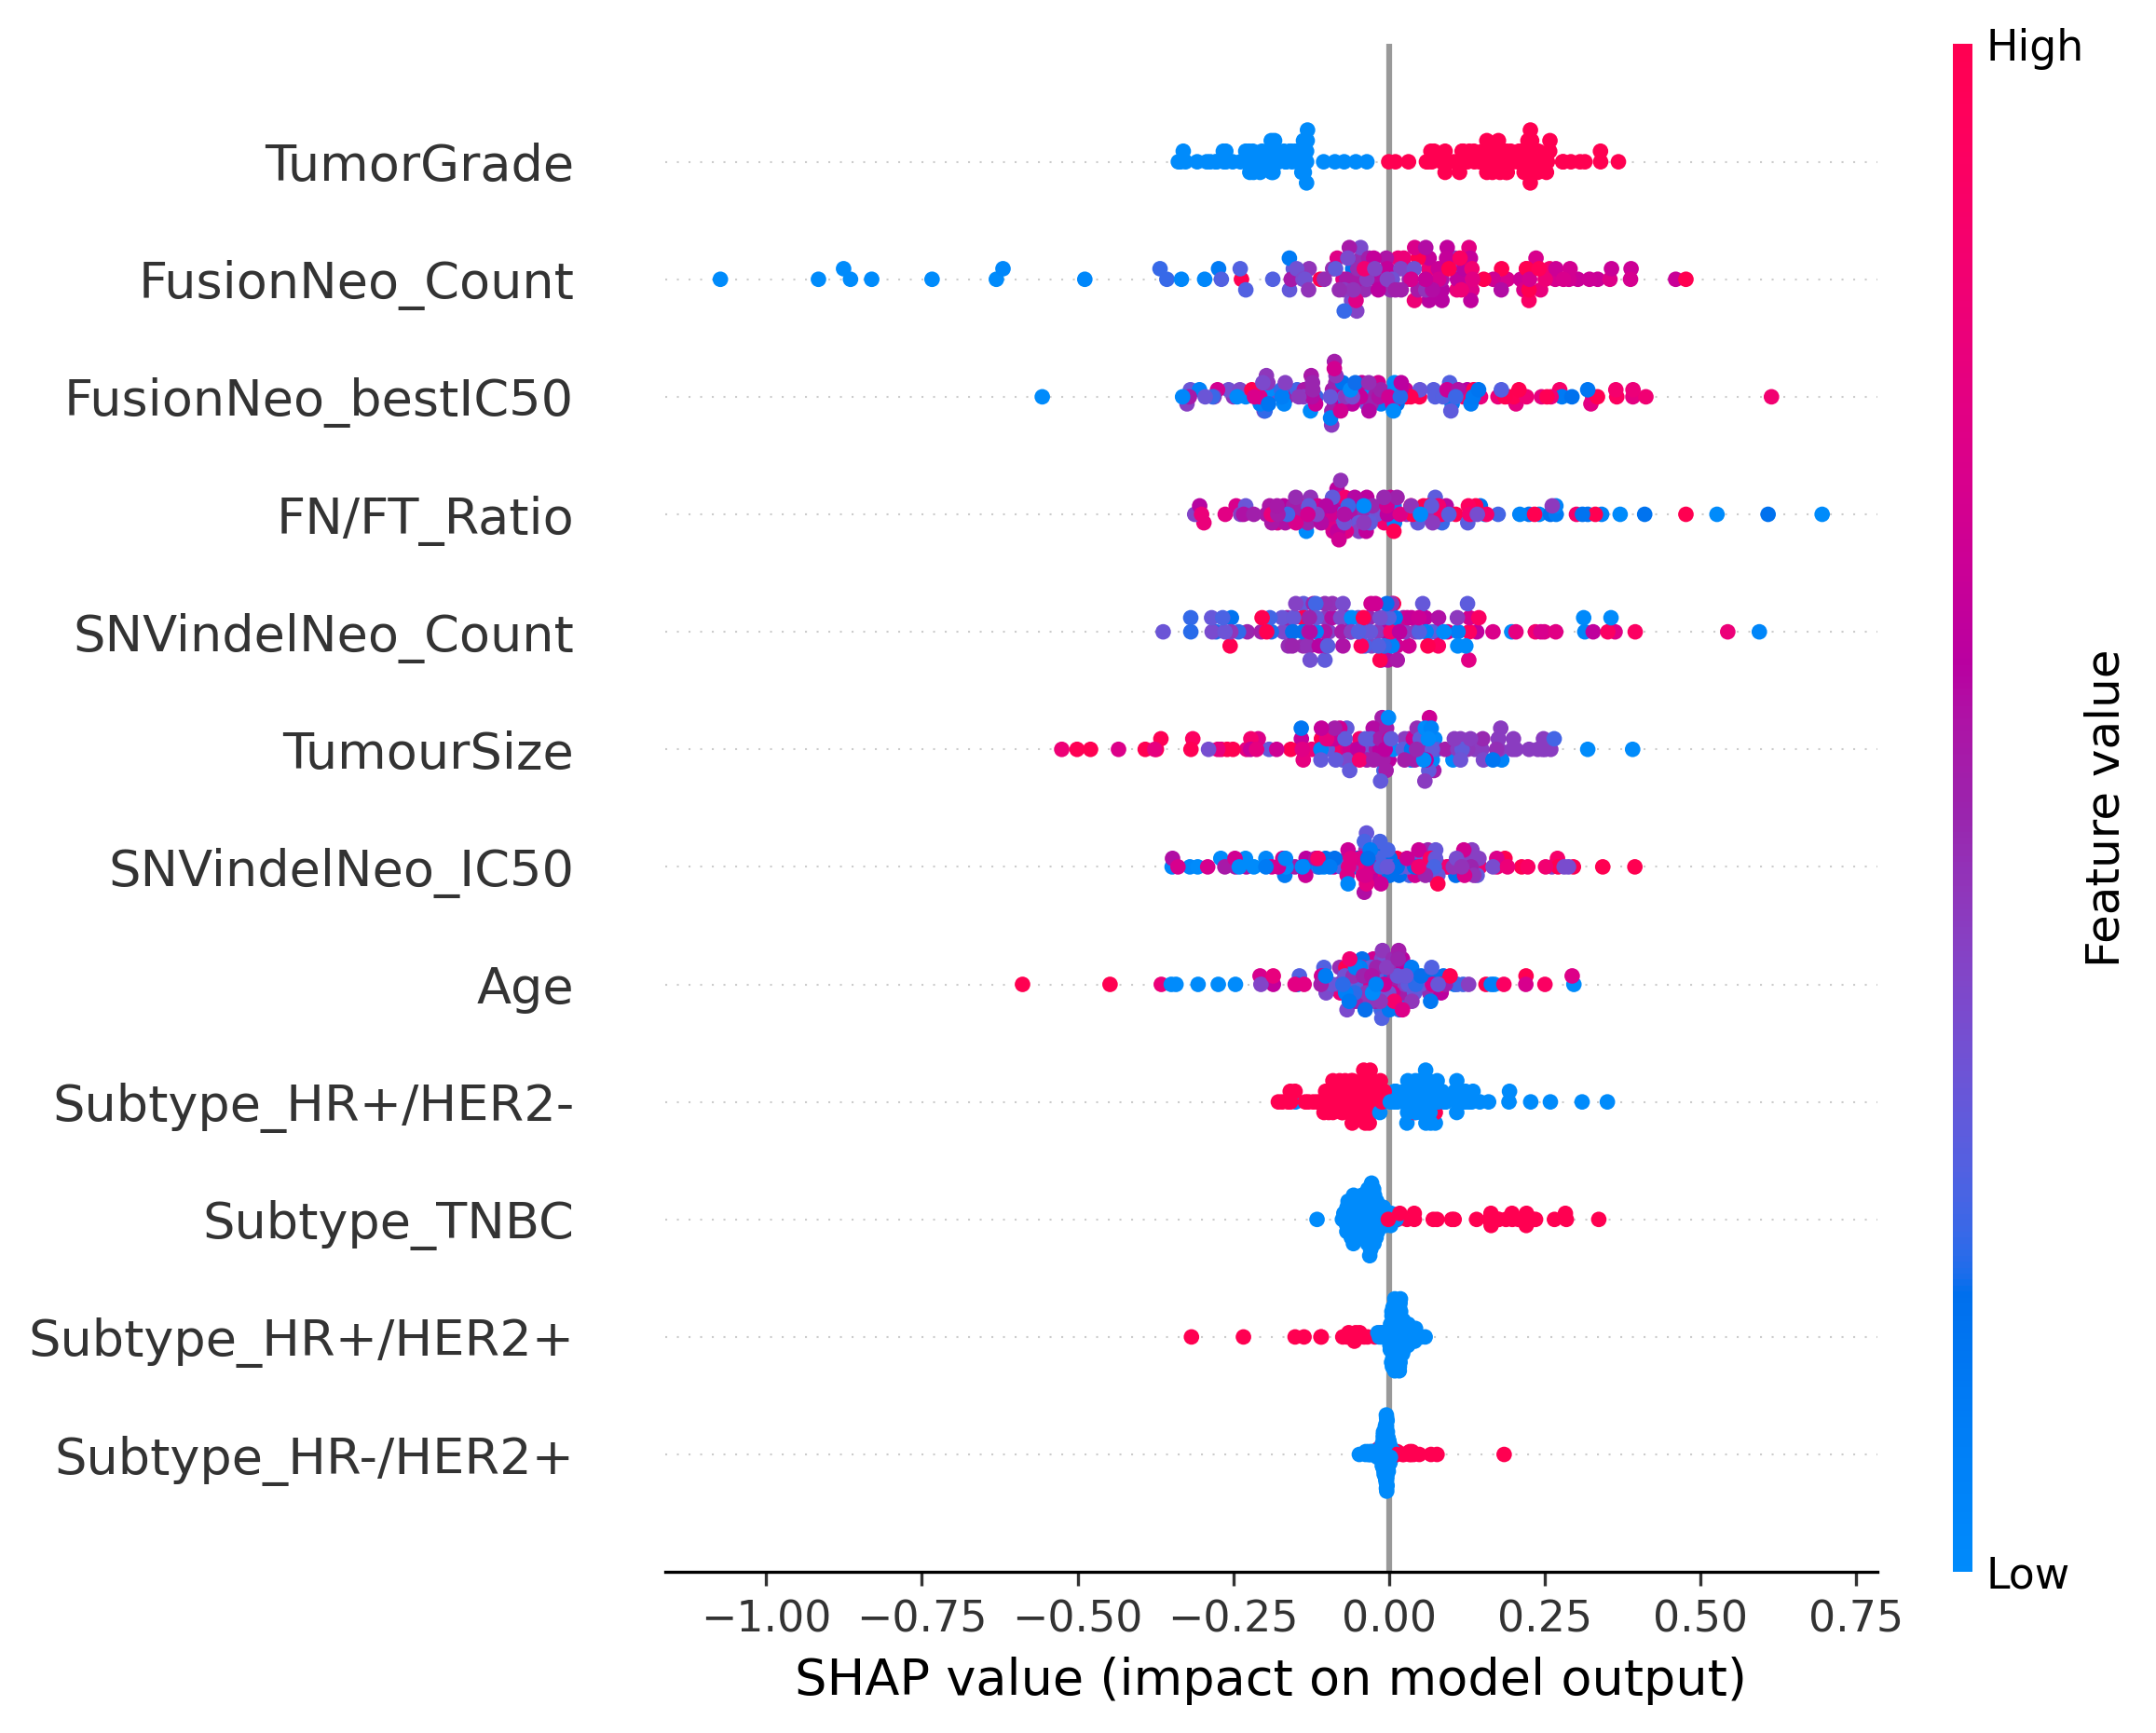 High
TumorGrade
FusionNeo_Count
FusionNeo_bestIC50
FN/FT_Ratio
SNVindelNeo_Count
TumourSize
SNVindelNeo_IC50
Age
Subtype_HR+/HER2-
Subtype_TNBC
Subtype_HR+/HER2+
Subtype_HR-/HER2+
Feature value
Low
−1.00 −0.75 −0.50 −0.25 0.00 0.25 0.50 0.75
SHAP value (impact on model output)